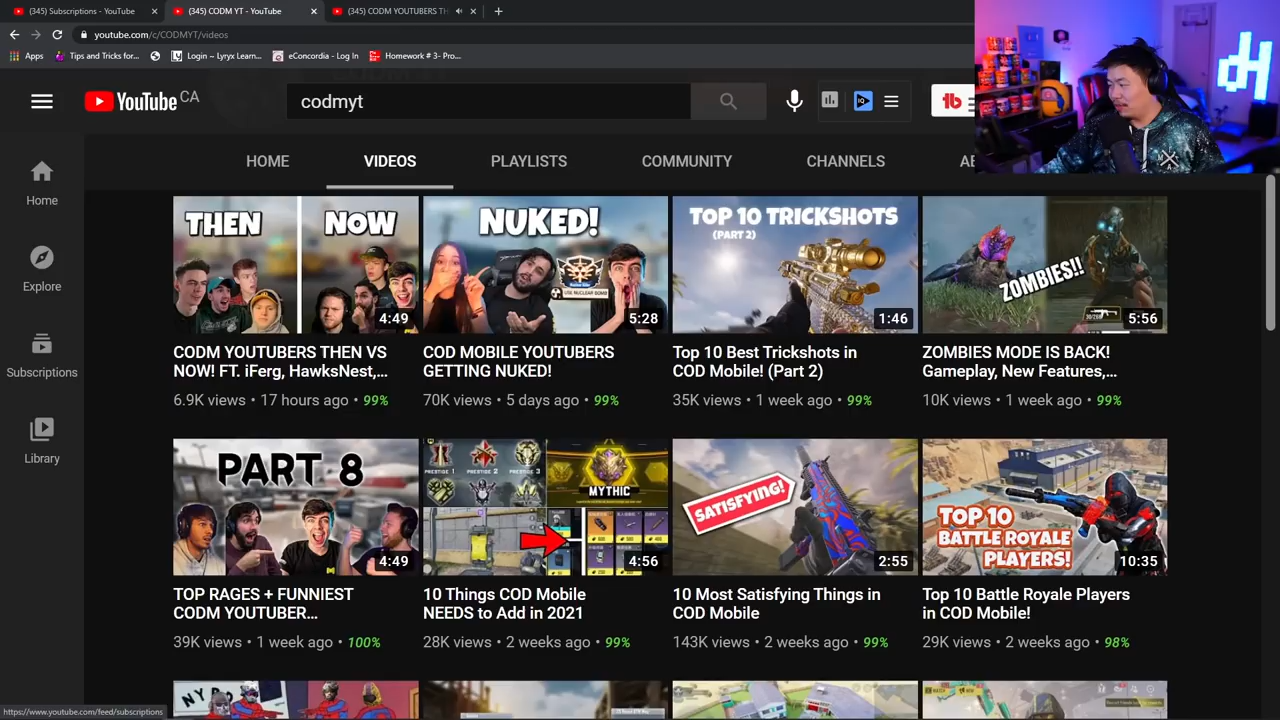 (345) Subscriptions - YouTube
(345) CODM YT - YouTube
(345) CODM YOUTUBERS TH
youtube.com/c/CODMYT/videos
Apps
Tips and Tricks for...
Login – Lyryx Learn...
eConcordia - Log In
Homework # 3- Pro...
YouTube CA
codmyt
HOME
VIDEOS
PLAYLISTS
COMMUNITY
CHANNELS
Home
Explore
Subscriptions
Library
THEN
NOW
4:49
NUKED!
USE NUCLEAR BOMB
5:28
TOP 10 TRICKSHOTS
(PART 2)
1:46
ZOMBIES!!
5:56
CODM YOUTUBERS THEN VS
NOW! FT. iFerg, HawksNest,...
6.9K views • 17 hours ago • 99%
COD MOBILE YOUTUBERS
GETTING NUKED!
70K views • 5 days ago • 99%
Top 10 Best Trickshots in
COD Mobile! (Part 2)
35K views • 1 week ago • 99%
ZOMBIES MODE IS BACK!
Gameplay, New Features,...
10K views • 1 week ago • 99%
PART 8
4:49
PRESTIGE 1
PRESTIGE 2
PRESTIGE 3
MYTHIC
4:56
SATISFYING!
2:55
TOP 10
BATTLE ROYALE
PLAYERS!
10:35
TOP RAGES + FUNNIEST
CODM YOUTUBER...
39K views • 1 week ago • 100%
10 Things COD Mobile
NEEDS to Add in 2021
28K views • 2 weeks ago • 99%
10 Most Satisfying Things in
COD Mobile
143K views • 2 weeks ago • 99%
Top 10 Battle Royale Players
in COD Mobile!
29K views • 2 weeks ago • 98%
https://www.youtube.com/feed/subscriptions